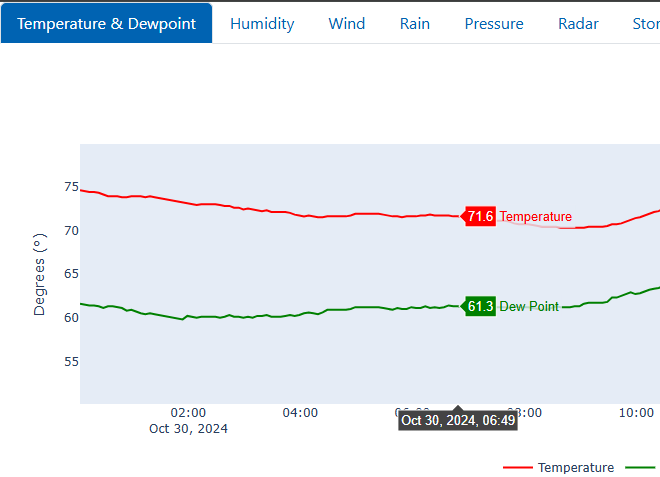 Temperature & Dewpoint Humidity Wind Rain Pressure Radar
75
71.6 Temperature
70
Degrees (°)
65
61.3 Dew Point
60
55
02:00 04:00 10:00
Oct 30, 2024, 06:49
Oct 30, 2024
Temperature